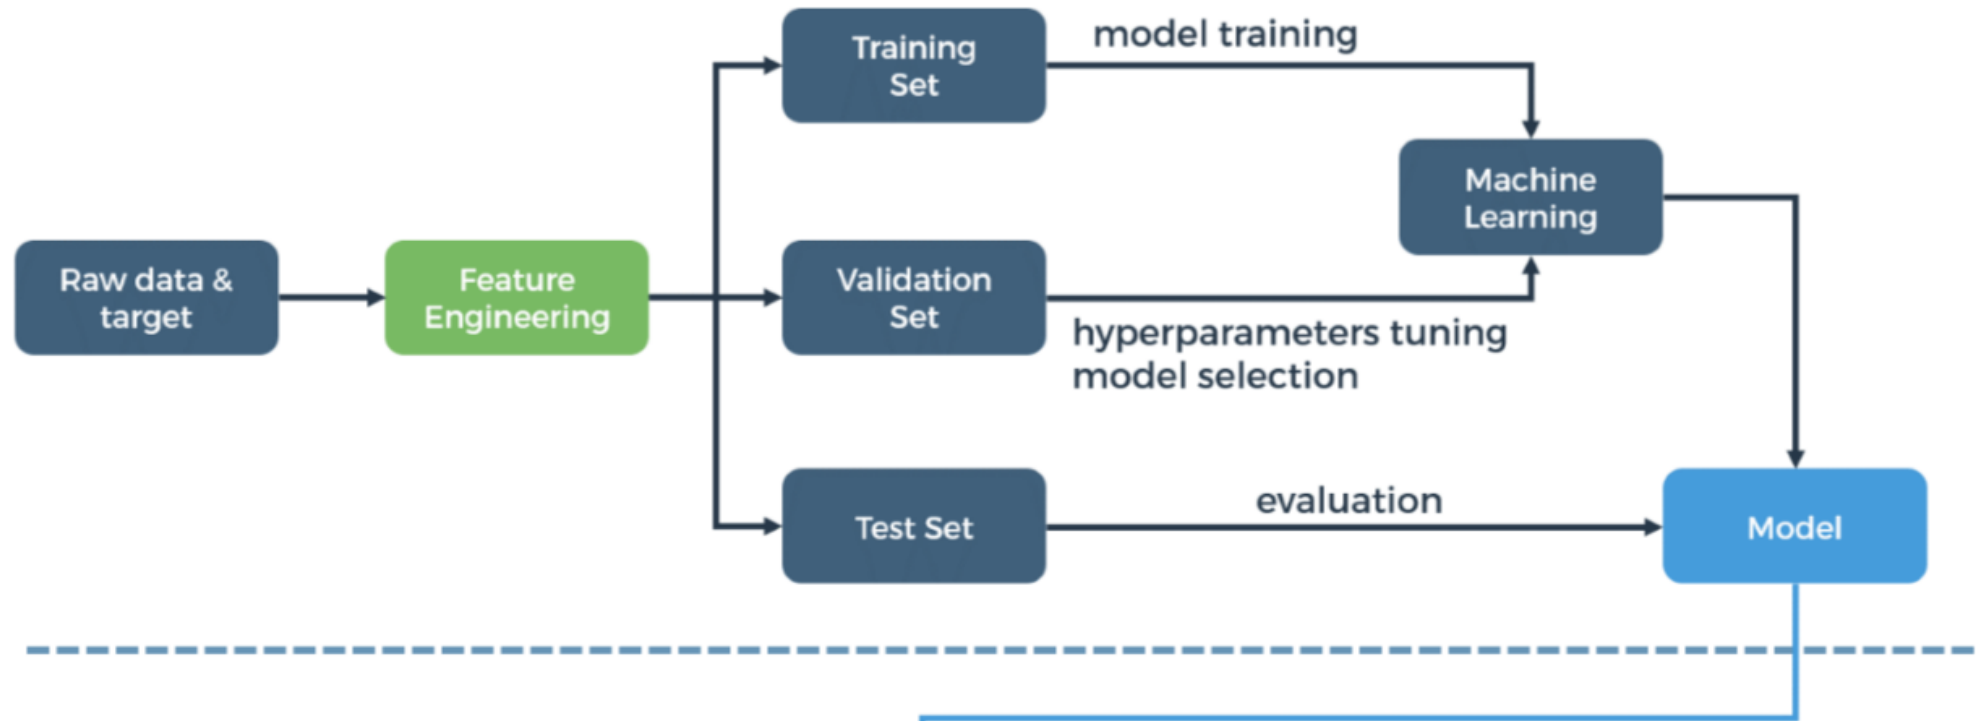 Training
Set
model training
Machine
Learning
Raw data &
target
Feature
Engineering
Validation
Set
hyperparameters tuning
model selection
Test Set
evaluation
Model